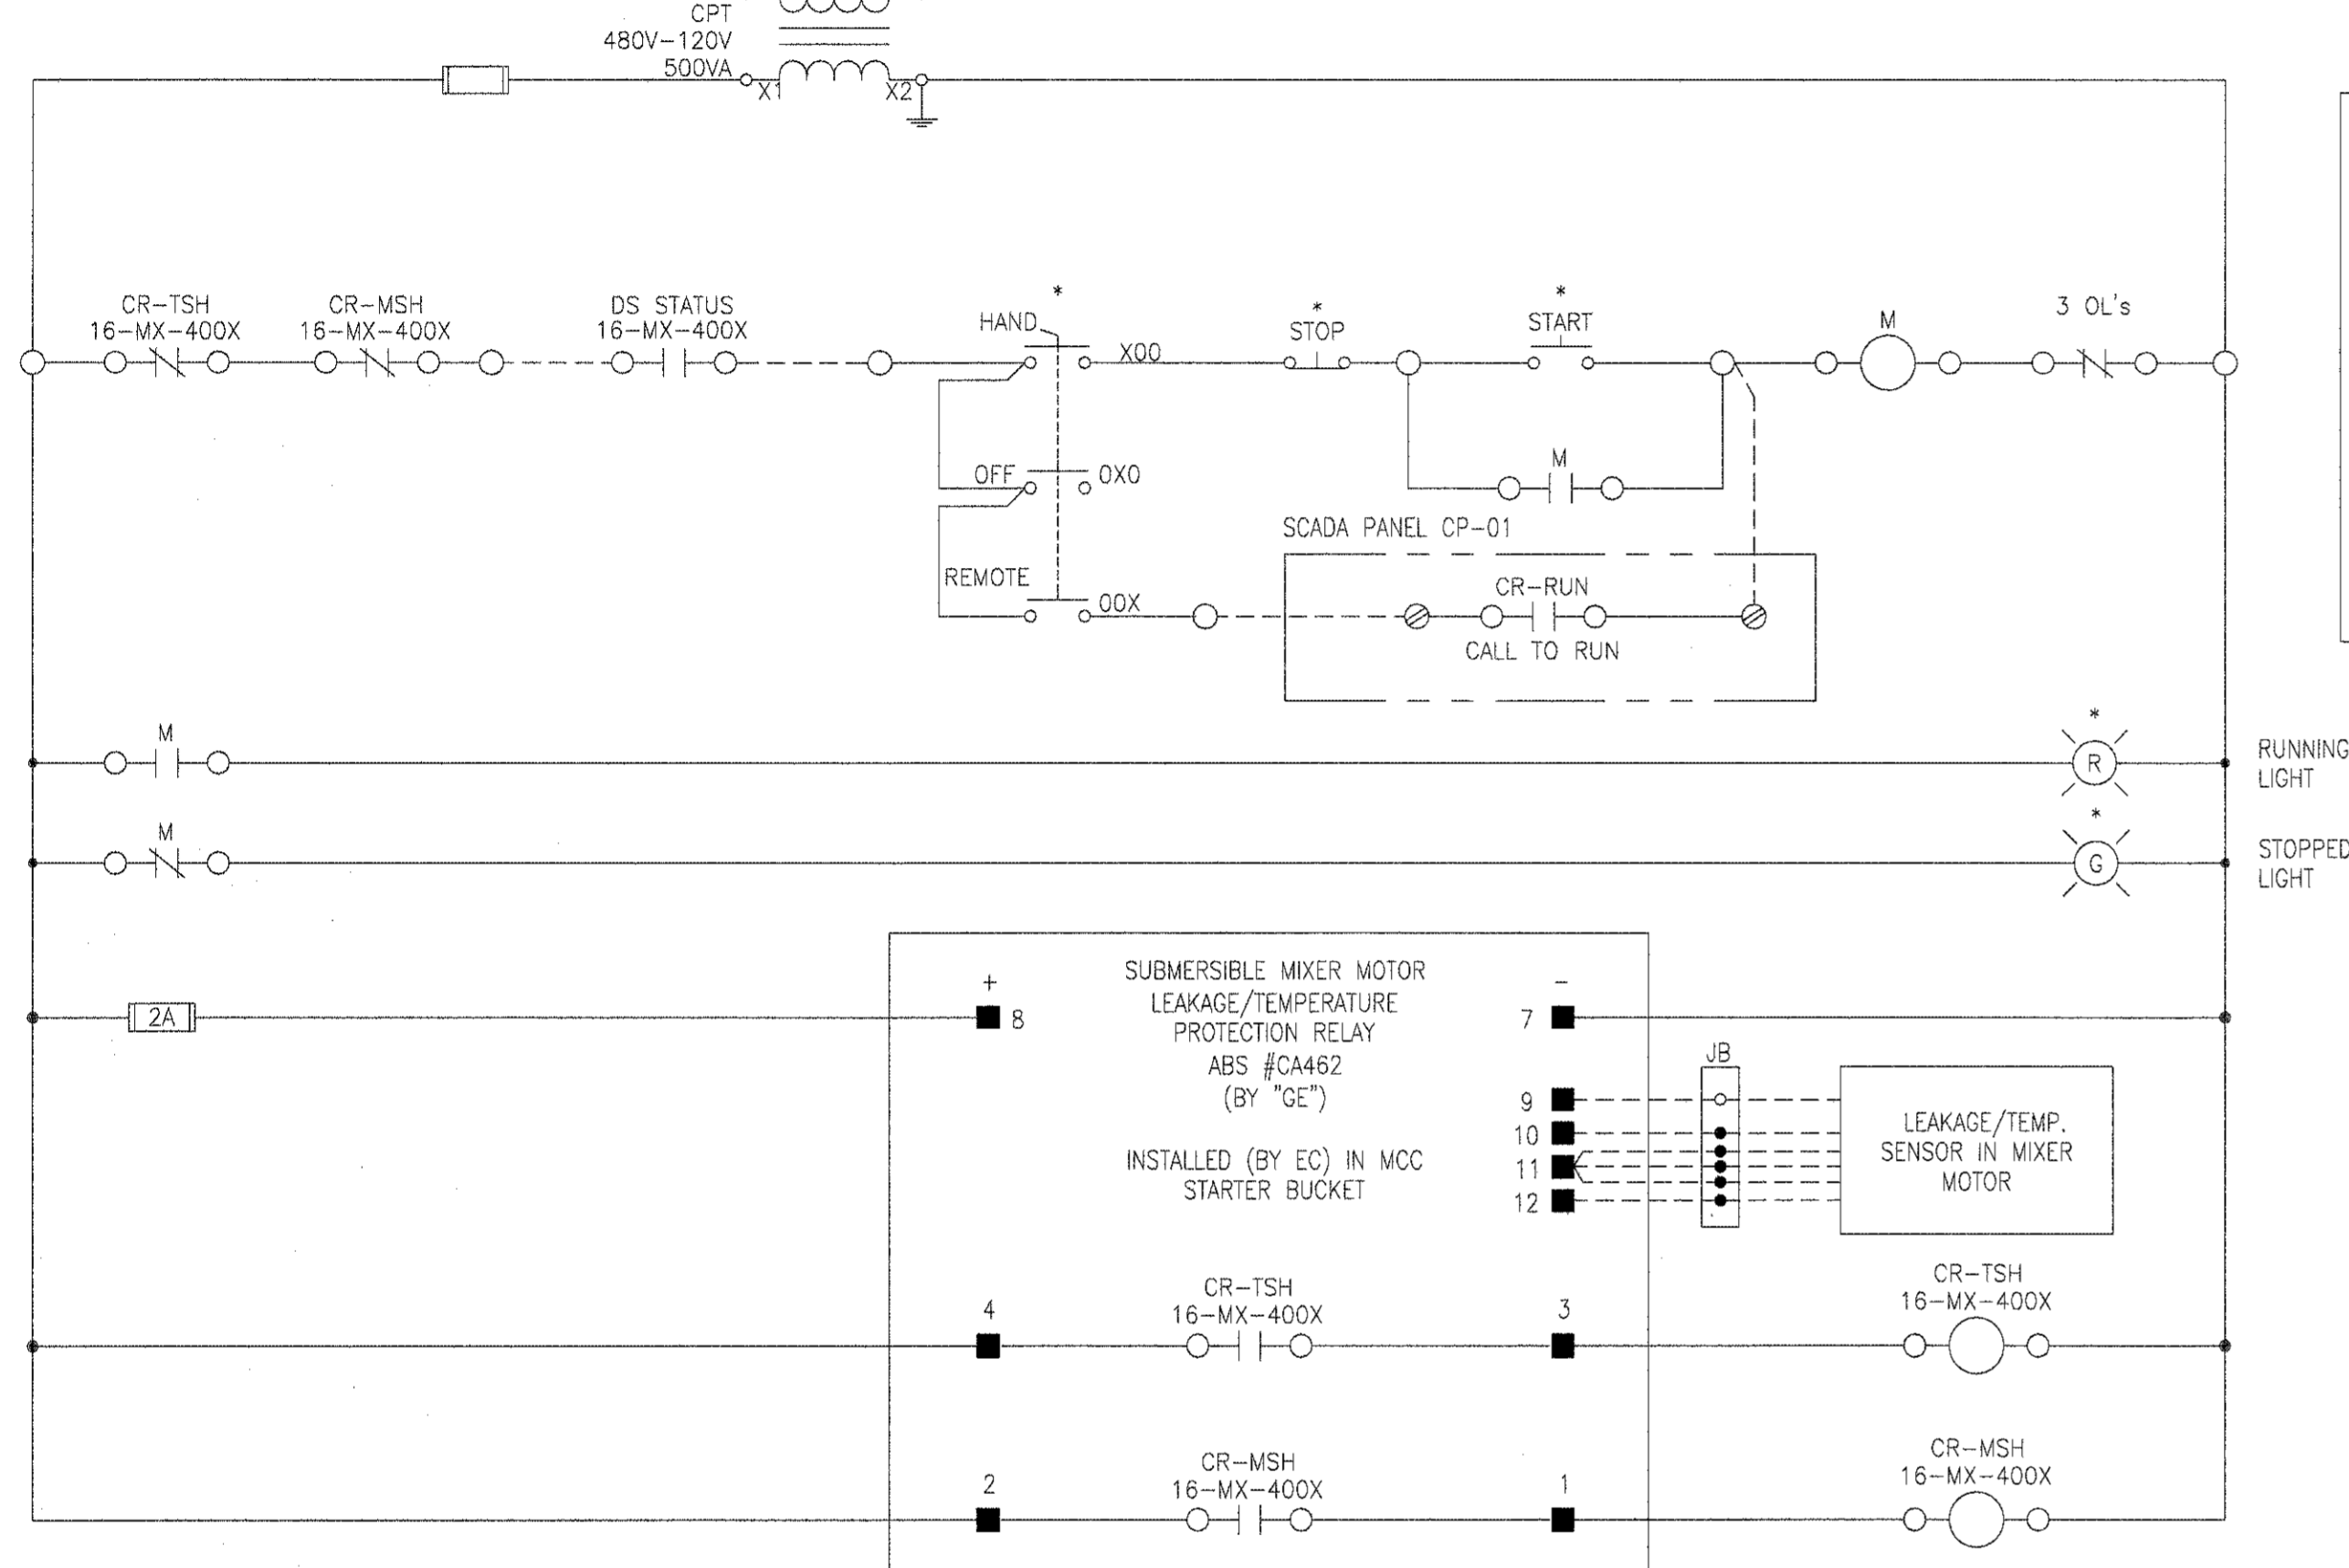 CPT
480V-120V
500VA
X1
X2
CR-TSH
16-MX-400X
CR-MSH
16-MX-400X
DS STATUS
16-MX-400X
HAND
*
X00
*
STOP
*
START
M
3 OL's
OFF
0X0
M
SCADA PANEL CP-01
REMOTE
00X
CR-RUN
CALL TO RUN
M
*
R
RUNNING
LIGHT
M
*
G
STOPPED
LIGHT
2A
+
8
SUBMERSIBLE MIXER MOTOR
LEAKAGE/TEMPERATURE
PROTECTION RELAY
ABS #CA462
(BY "GE")
INSTALLED (BY EC) IN MCC
STARTER BUCKET
-
7
9
10
11
12
JB
LEAKAGE/TEMP.
SENSOR IN MIXER
MOTOR
4
CR-TSH
16-MX-400X
3
CR-TSH
16-MX-400X
2
CR-MSH
16-MX-400X
1
CR-MSH
16-MX-400X